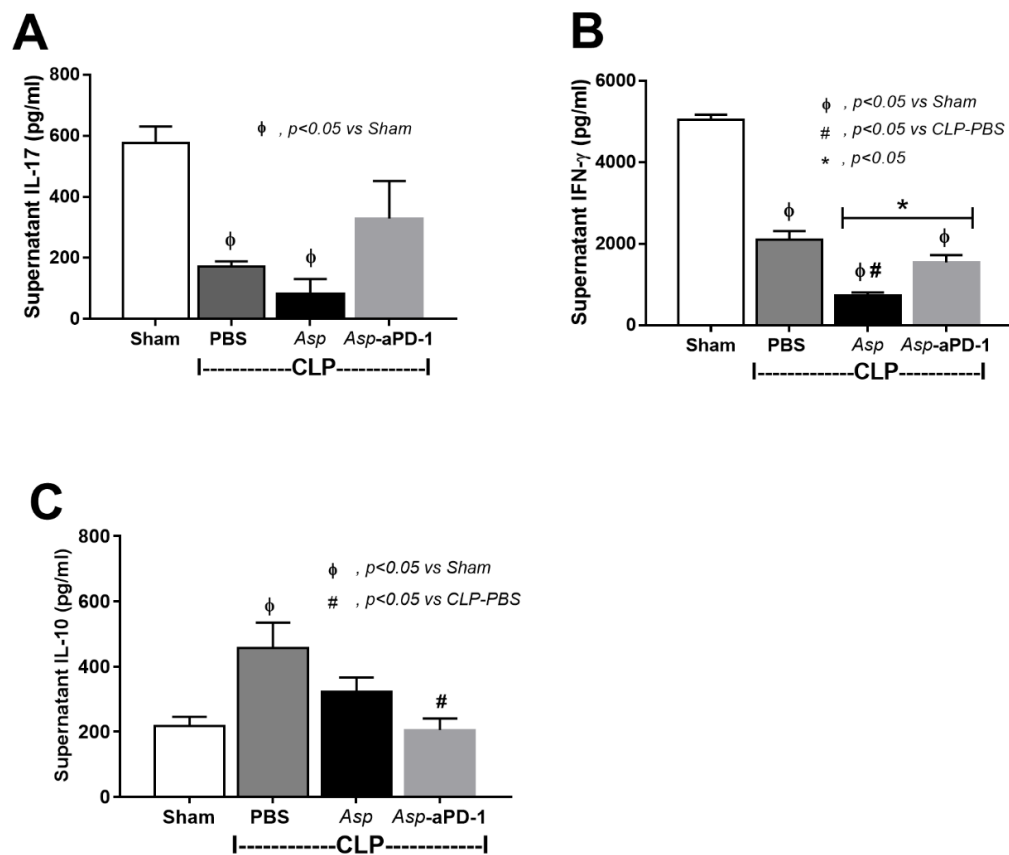 A
Supernatant IL-17 (pg/ml)
800
600
400
200
0
ϕ , p<0.05 vs Sham
ϕ
ϕ
Sham PBS Asp Asp-aPD-1
I------------CLP------------I
B
Supernatant IFN-γ (pg/ml)
6000
4000
2000
0
ϕ , p<0.05 vs Sham
# , p<0.05 vs CLP-PBS
* , p<0.05
*
ϕ
ϕ #
ϕ
Sham PBS Asp Asp-aPD-1
I-------------CLP-----------I
C
Supernatant IL-10 (pg/ml)
800
600
400
200
0
ϕ , p<0.05 vs Sham
# , p<0.05 vs CLP-PBS
ϕ
#
Sham PBS Asp Asp-aPD-1
I------------CLP------------I